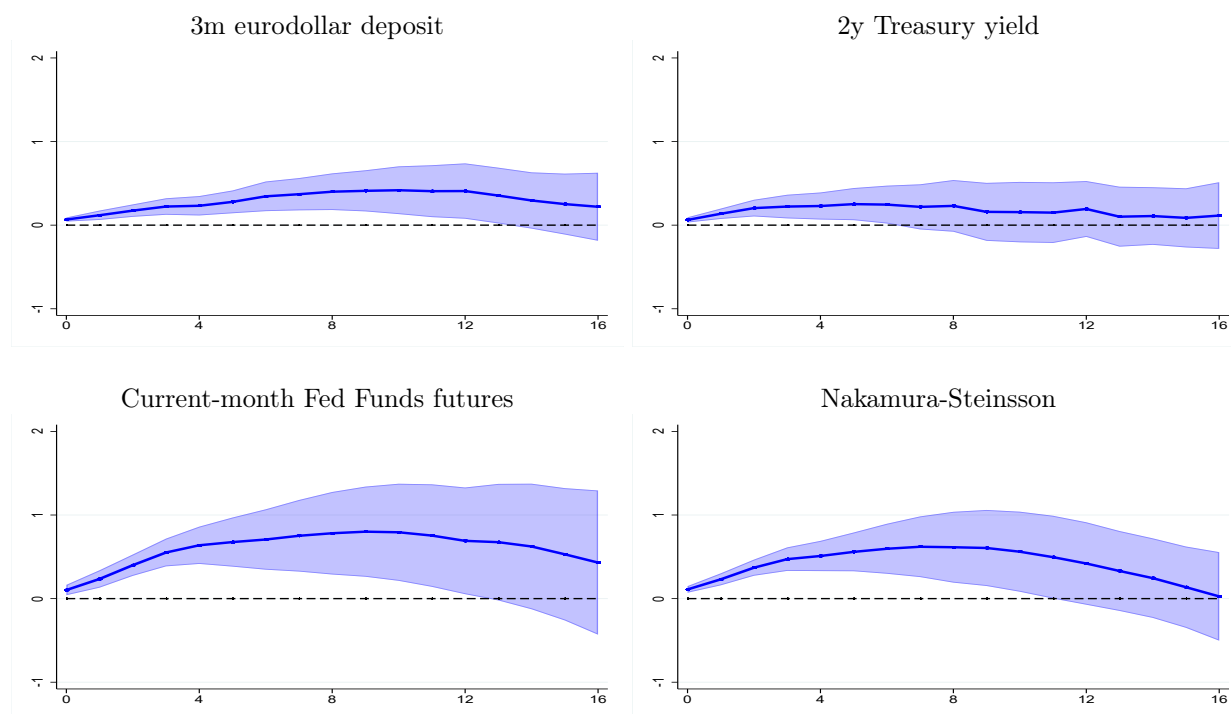 3m eurodollar deposit
2y Treasury yield
2
1
0
-1
0 4 8 12 16
2
1
0
-1
0 4 8 12 16
Current-month Fed Funds futures
Nakamura-Steinsson
2
1
0
-1
0 4 8 12 16
2
1
0
-1
0 4 8 12 16